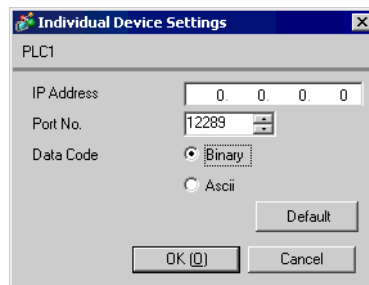 Individual Device Settings
PLC1
IP Address 0. 0. 0. 0
Port No. 12289
Data Code Binary
Ascii
Default
OK (O) Cancel